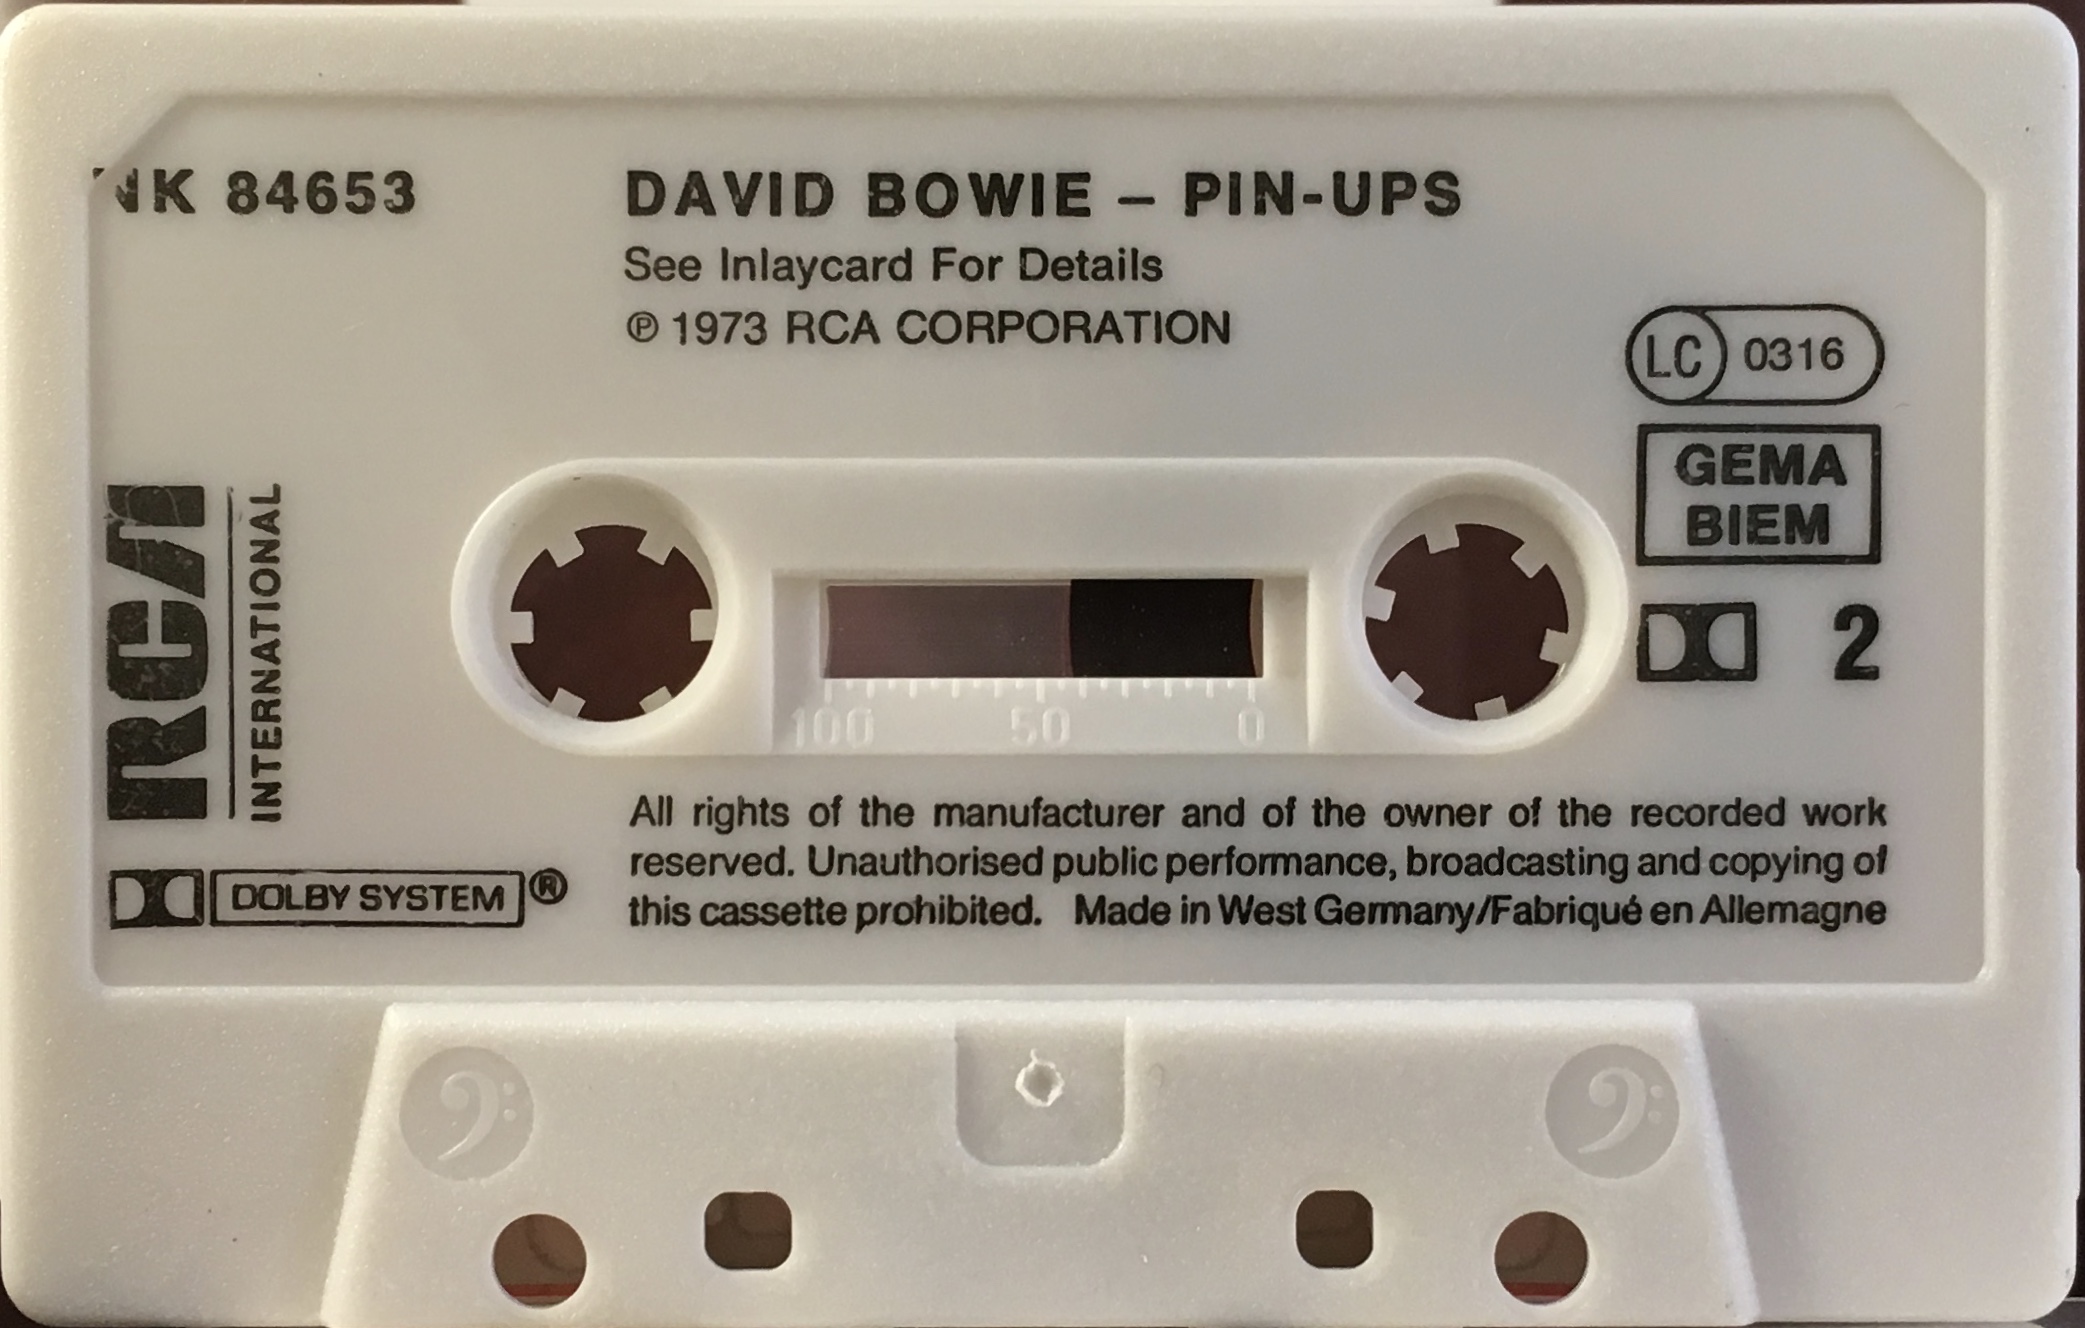 NK 84653
DAVID BOWIE – PIN-UPS
See Inlaycard For Details
℗ 1973 RCA CORPORATION
LC 0316
GEMA
BIEM
2
RCA
INTERNATIONAL
100 50 0
DOLBY SYSTEM®
All rights of the manufacturer and of the owner of the recorded work
reserved. Unauthorised public performance, broadcasting and copying of
this cassette prohibited. Made in West Germany/Fabriqué en Allemagne